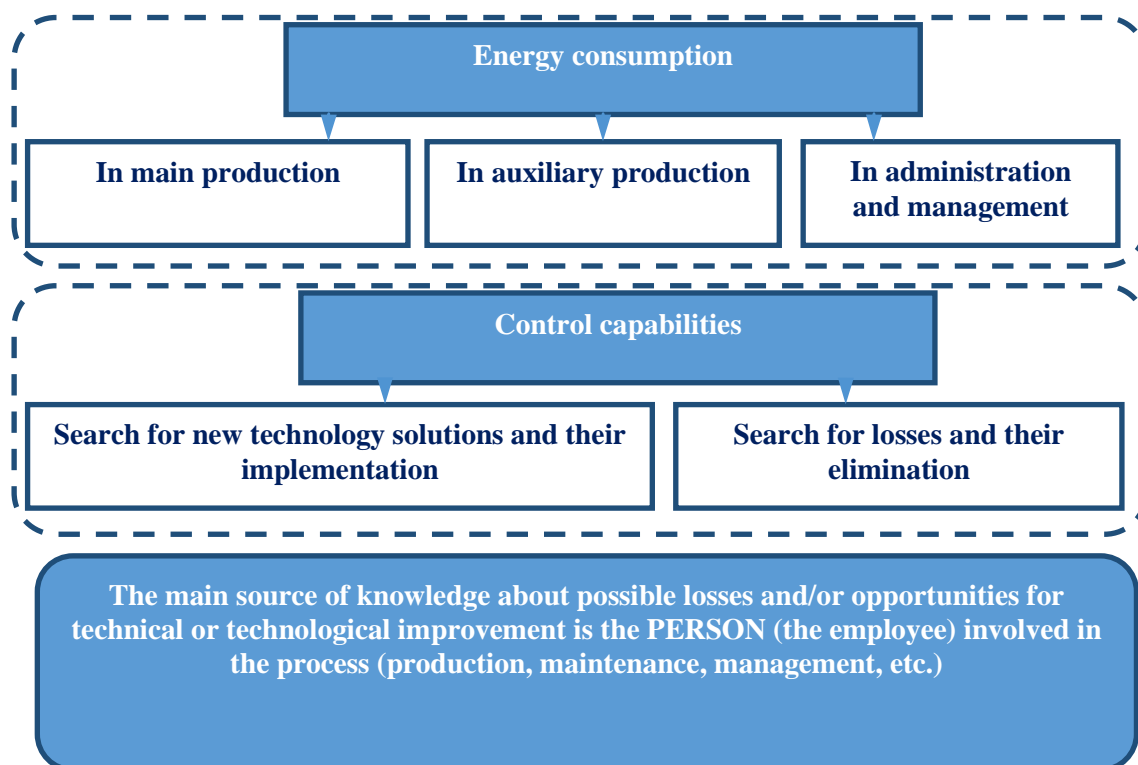 Energy consumption
In main production
In auxiliary production
In administration
and management
Control capabilities
Search for new technology solutions and their
implementation
Search for losses and their
elimination
The main source of knowledge about possible losses and/or opportunities for
technical or technological improvement is the PERSON (the employee) involved in
the process (production, maintenance, management, etc.)